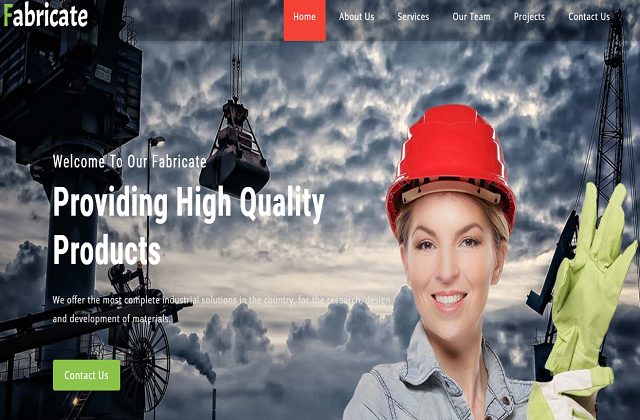 Fabricate
Home About Us Services Our Team Projects Contact Us
Welcome To Our Fabricate
Providing High Quality
Products
We offer the most complete industrial solutions in the country, for the research, design
and development of materials
Contact Us